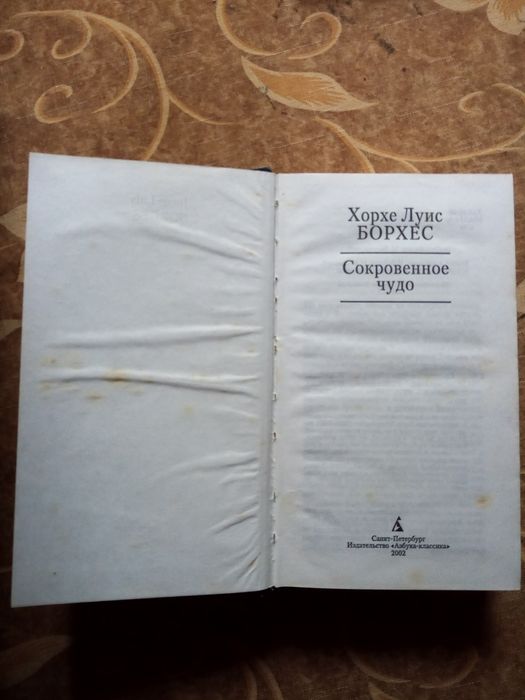 Хорхе Луис
БОРХЕС
Сокровенное
чудо
Санкт-Петербург
Издательство «Азбука-классика»
2002